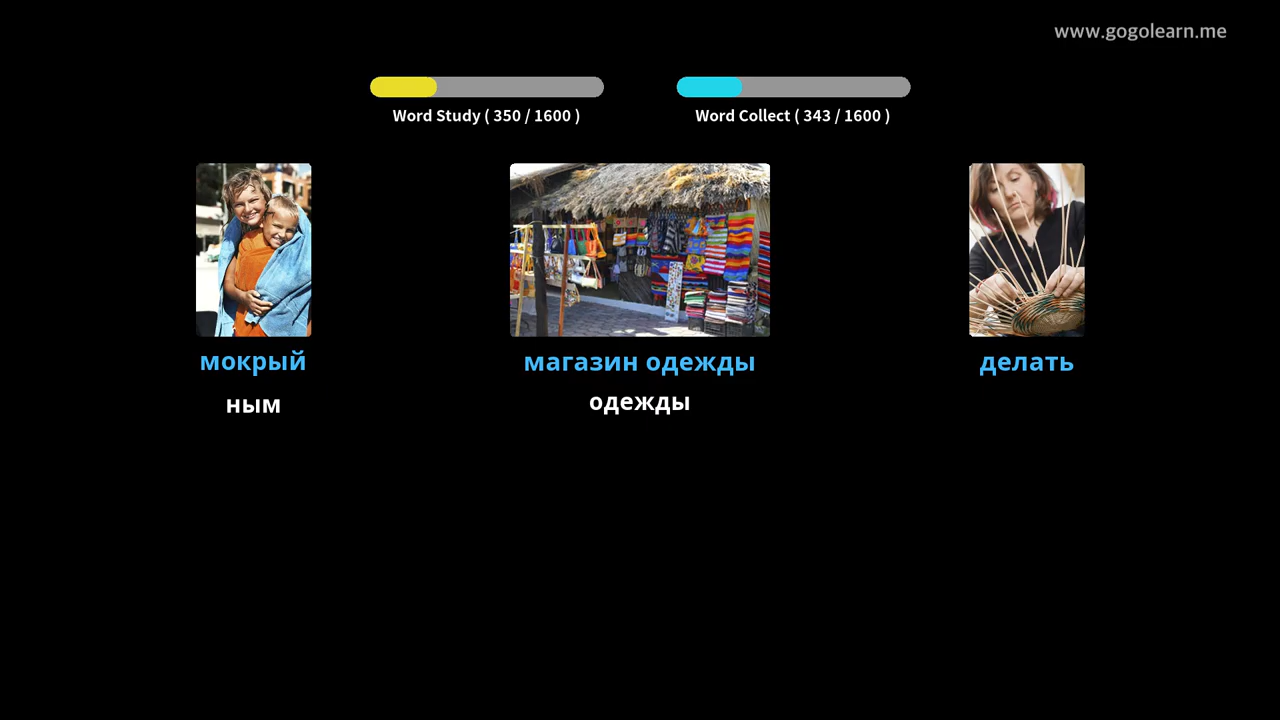 www.gogolearn.me
Word Study ( 350 / 1600 )
Word Collect ( 343 / 1600 )
мокрый
магазин одежды
делать
ным
одежды